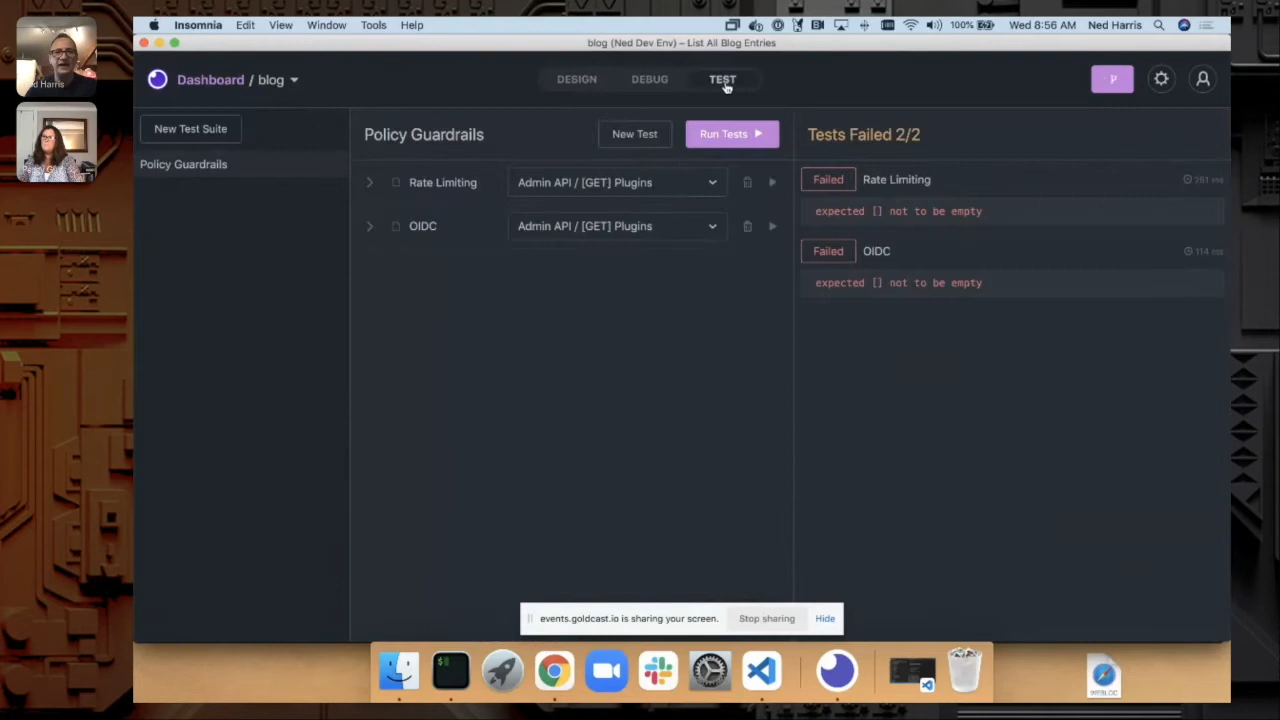 Insomnia Edit View Window Tools Help 100% Wed 8:56 AM Ned Harris
blog (Ned Dev Env) – List All Blog Entries
Dashboard / blog
DESIGN DEBUG TEST
New Test Suite
Policy Guardrails
Policy Guardrails
New Test
Run Tests
Rate Limiting
Admin API / [GET] Plugins
OIDC
Admin API / [GET] Plugins
Tests Failed 2/2
Failed Rate Limiting
expected [] not to be empty
Failed OIDC 114 ms
expected [] not to be empty
events.goldcast.io is sharing your screen. Stop sharing Hide
WEBLOC